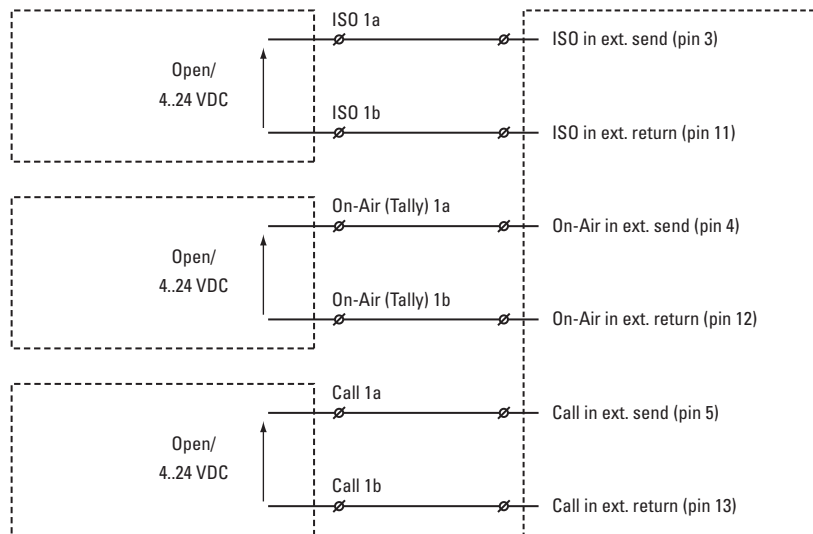 ISO 1a
ISO in ext. send (pin 3)
Open/
4..24 VDC
ISO 1b
ISO in ext. return (pin 11)
On-Air (Tally) 1a
On-Air in ext. send (pin 4)
Open/
4..24 VDC
On-Air (Tally) 1b
On-Air in ext. return (pin 12)
Call 1a
Call in ext. send (pin 5)
Open/
4..24 VDC
Call 1b
Call in ext. return (pin 13)